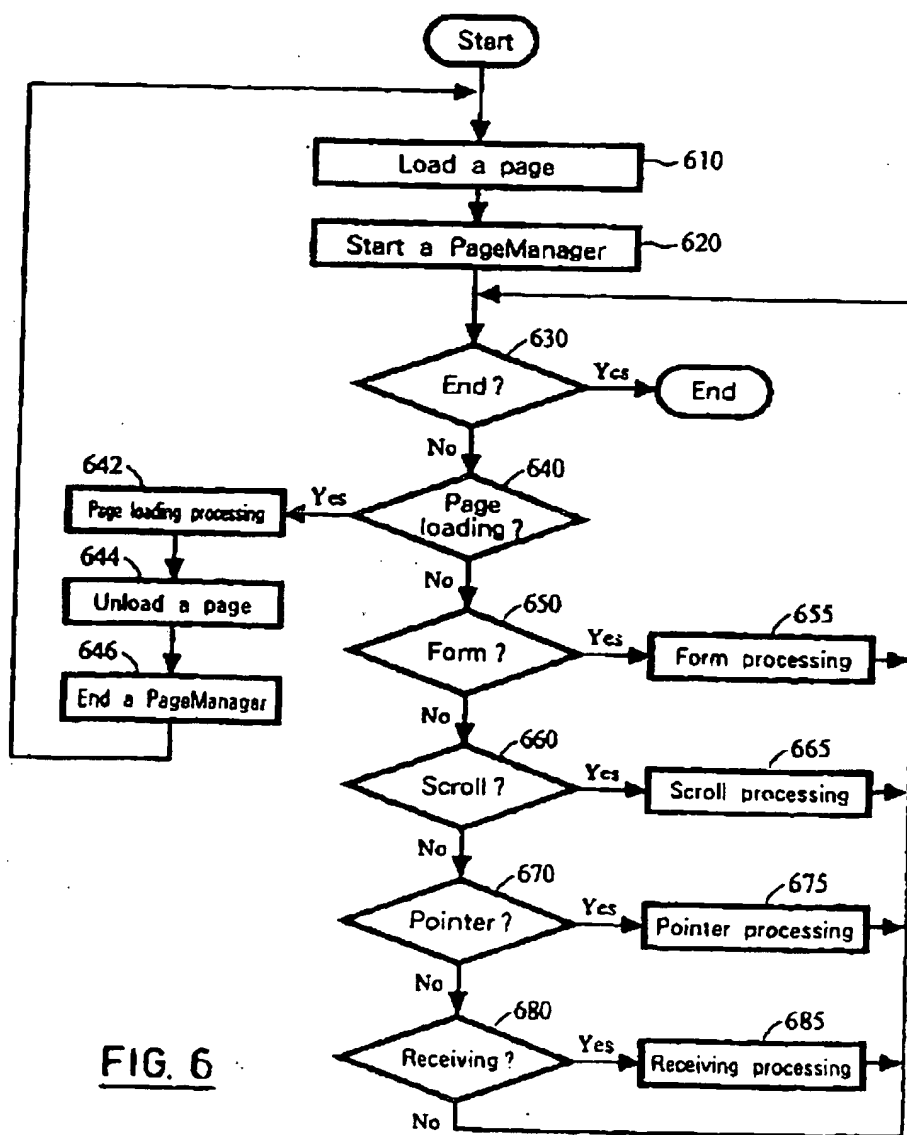 Start
Load a page
610
Start a PageManager
620
630
End ?
Yes
End
No
640
Page
loading ?
Yes
642
Page loading processing
644
Unload a page
646
End a PageManager
No
650
Form ?
Yes
655
Form processing
No
660
Scroll ?
Yes
665
Scroll processing
No
670
Pointer ?
Yes
675
Pointer processing
No
680
Receiving ?
Yes
685
Receiving processing
No
FIG. 6